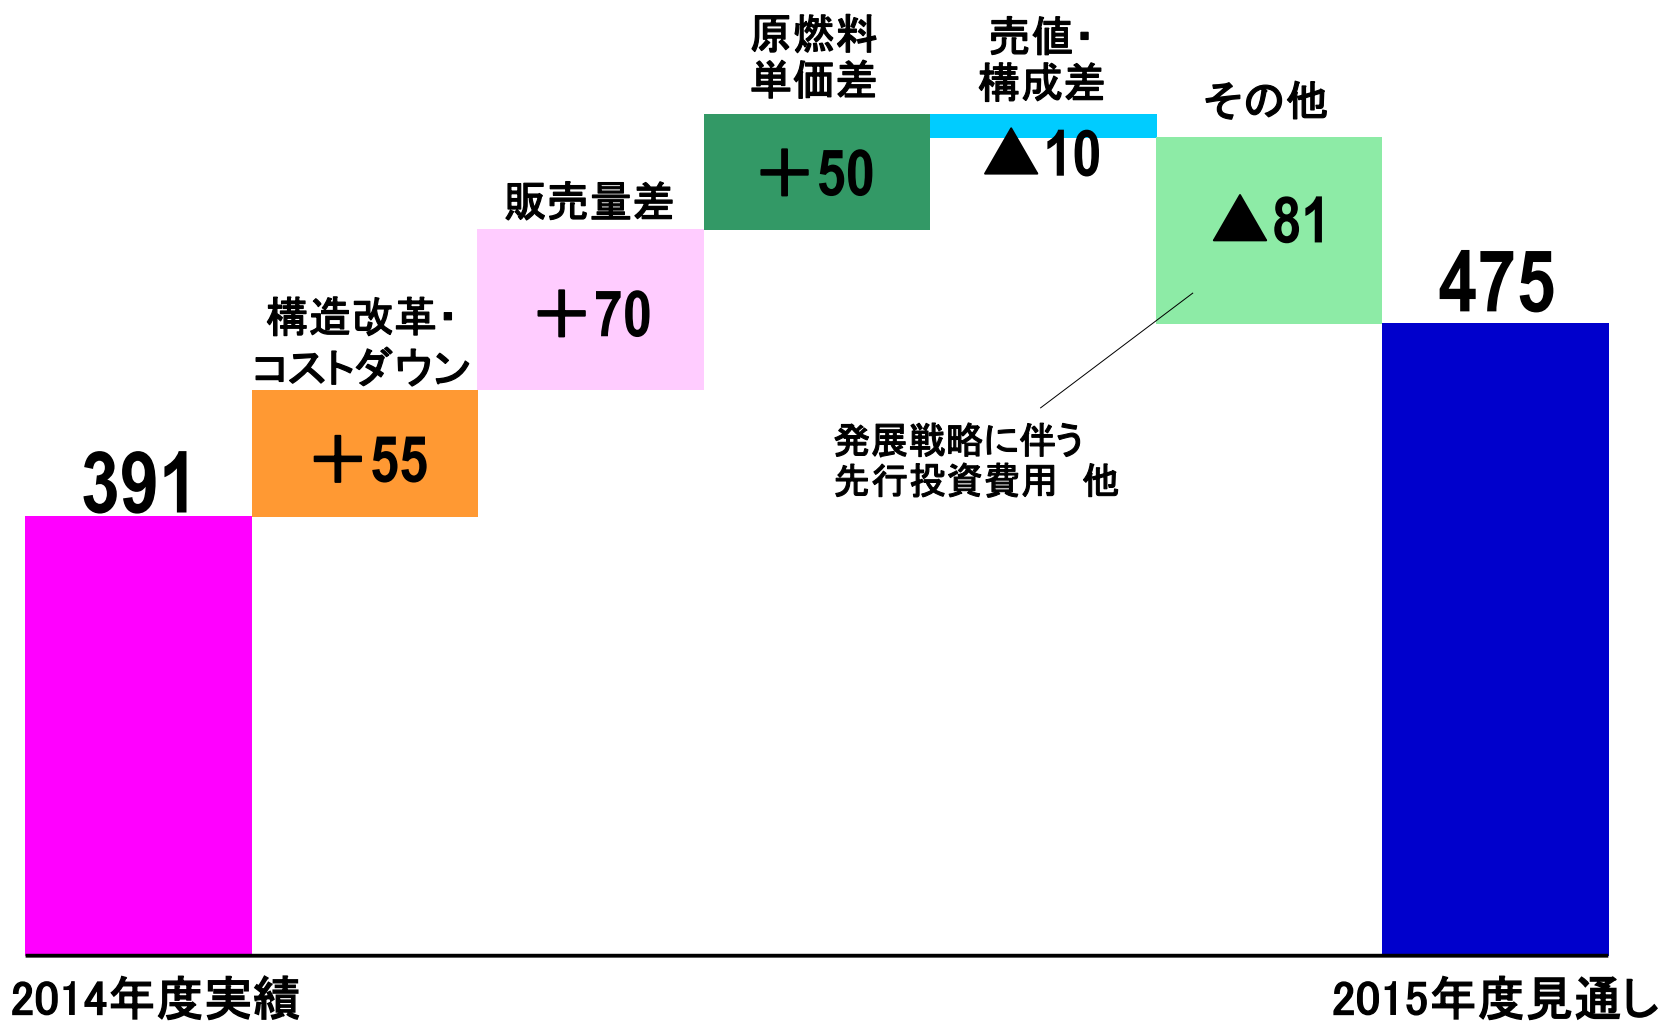 391
2014年度実績
構造改革・
コストダウン
＋55
販売量差
＋70
原燃料
単価差
＋50
売値・
構成差
▲10
その他
▲81
発展戦略に伴う
先行投資費用　他
475
2015年度見通し